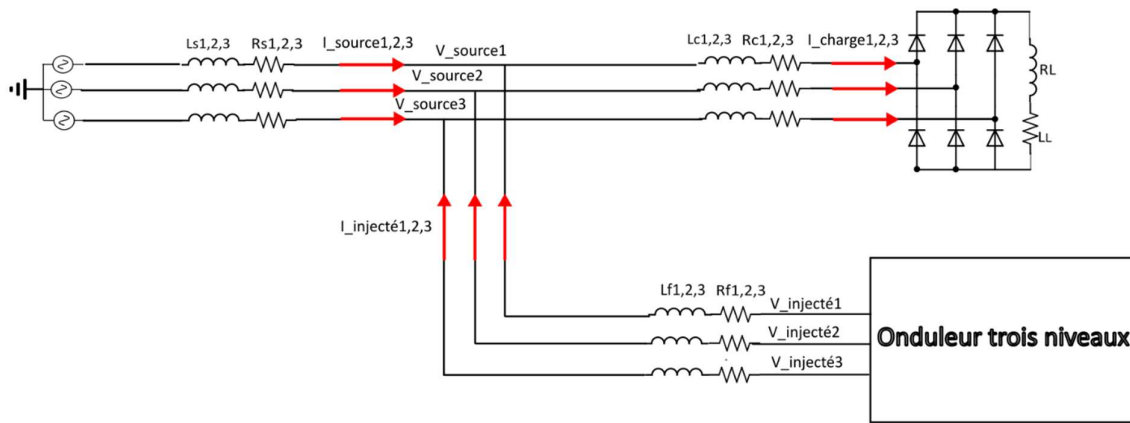 Ls1,2,3 Rs1,2,3 I_source1,2,3 V_source1 Lc1,2,3 Rc1,2,3 I_charge1,2,3
V_source2
RL
V_source3
LL
I_injecté1,2,3
Lf1,2,3 Rf1,2,3 V_injecté1
V_injecté2
Onduleur trois niveaux
V_injecté3